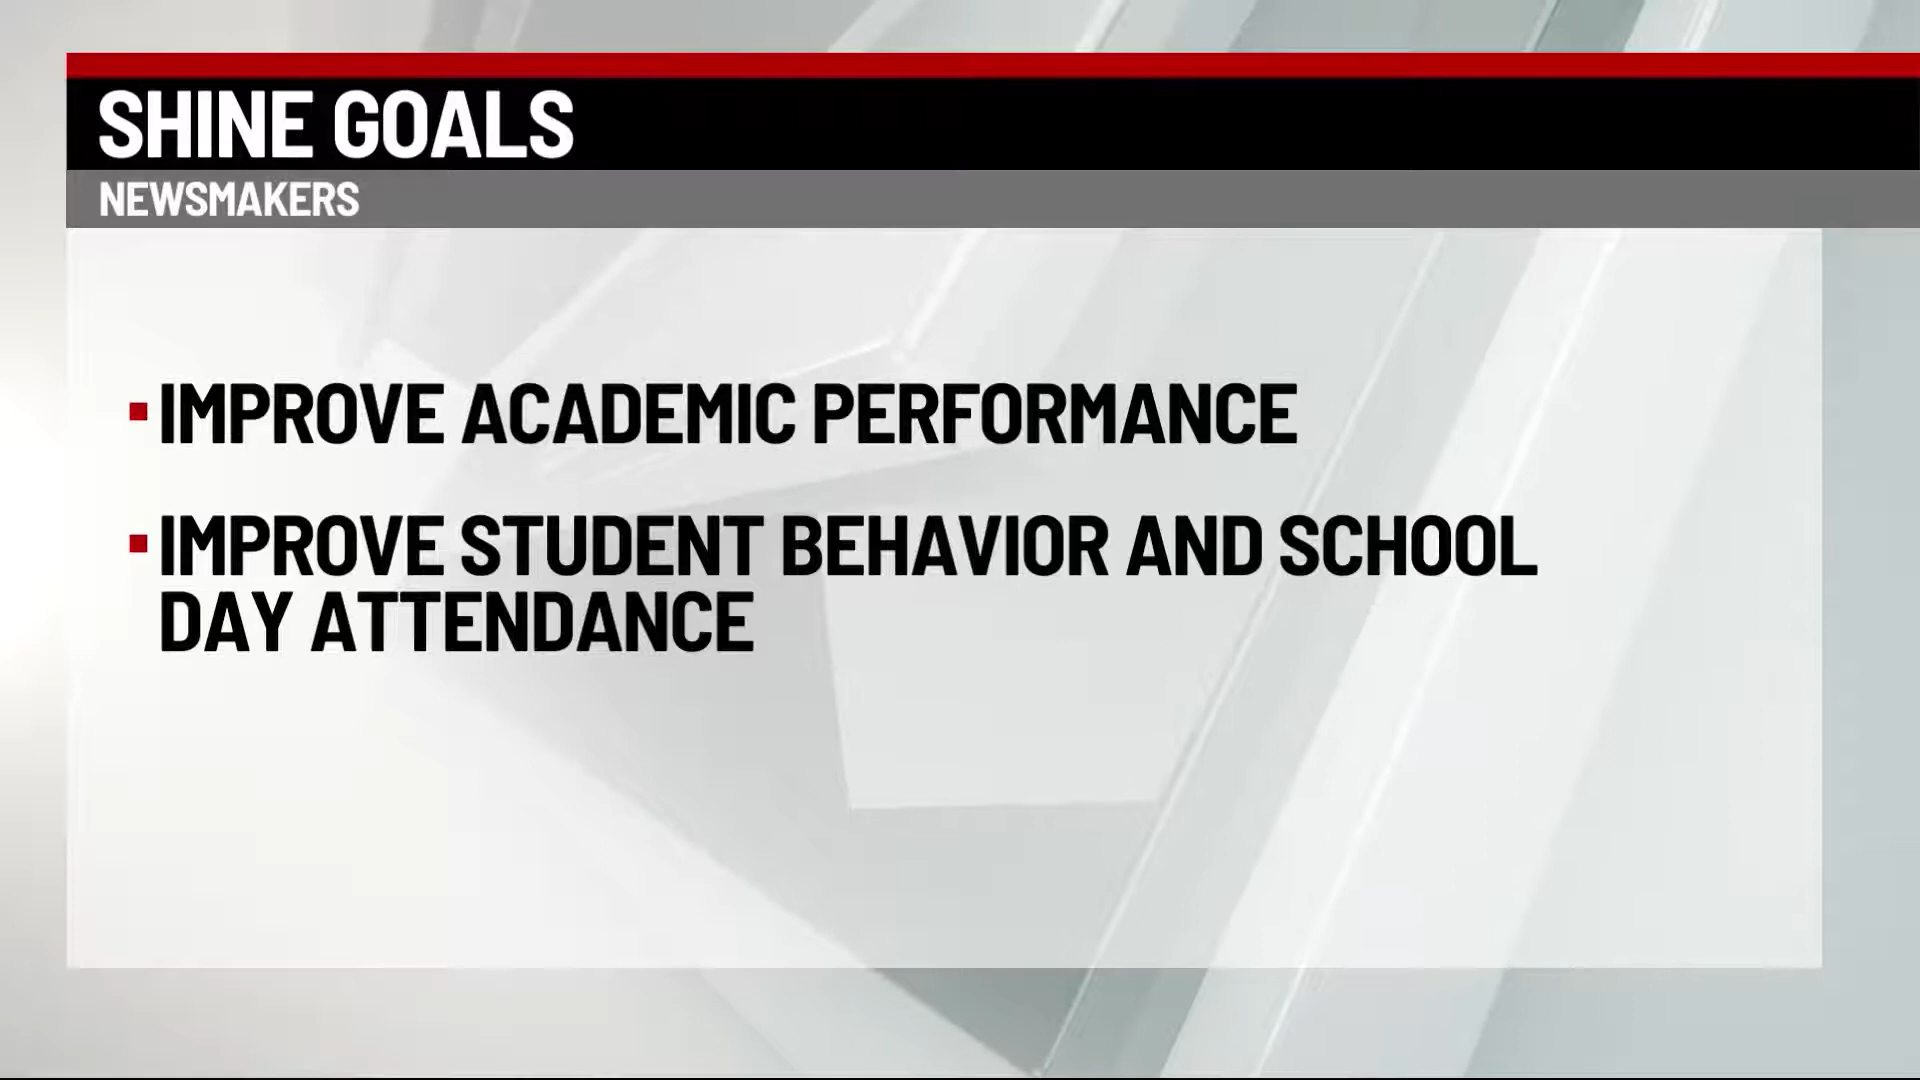 SHINE GOALS
NEWSMAKERS
IMPROVE ACADEMIC PERFORMANCE
IMPROVE STUDENT BEHAVIOR AND SCHOOL
DAY ATTENDANCE